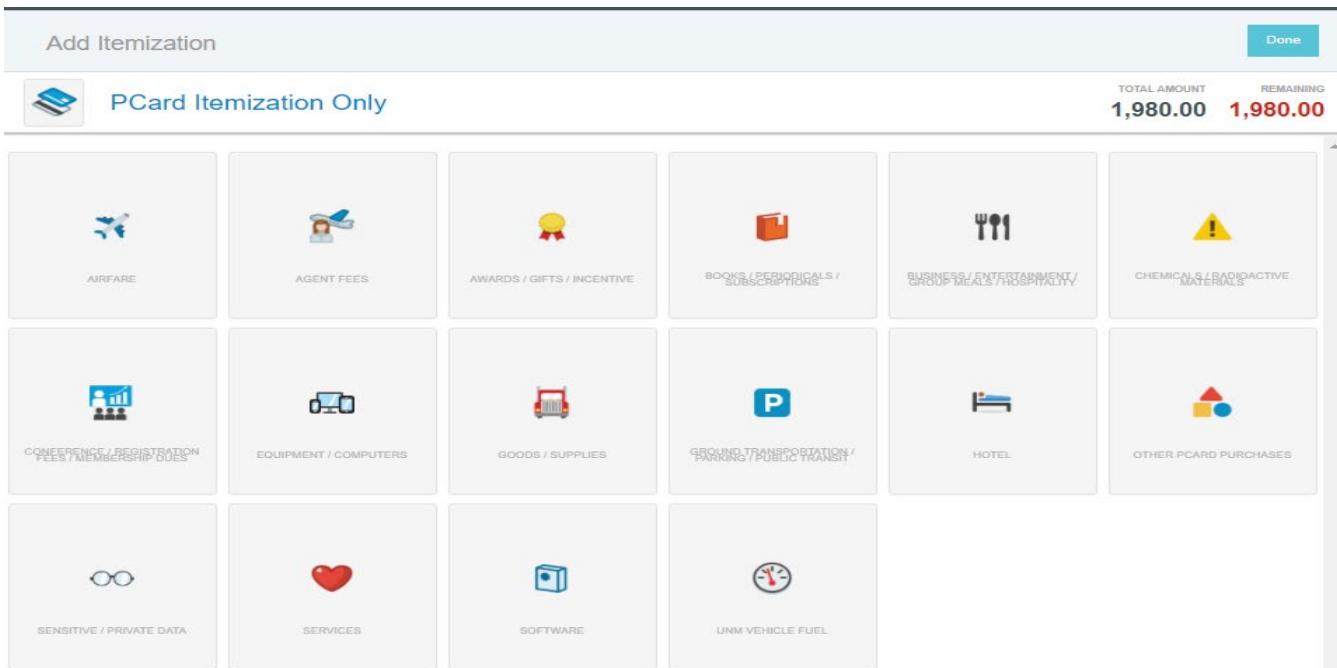 Add Itemization
Done
PCard Itemization Only
TOTAL AMOUNT
REMAINING
1,980.00
1,980.00
AIRFARE
AGENT FEES
AWARDS / GIFTS / INCENTIVE
BOOKS / PERIODICALS /
SUBSCRIPTIONS
BUSINESS / ENTERTAINMENT /
GROUP MEALS / HOSPITALITY
CHEMICALS / RADIOACTIVE
MATERIALS
CONFERENCE / REGISTRATION
FEES / MEMBERSHIP DUES
EQUIPMENT / COMPUTERS
GOODS / SUPPLIES
GROUND TRANSPORTATION /
PARKING / PUBLIC TRANSIT
HOTEL
OTHER PCARD PURCHASES
SENSITIVE / PRIVATE DATA
SERVICES
SOFTWARE
UNM VEHICLE FUEL
P